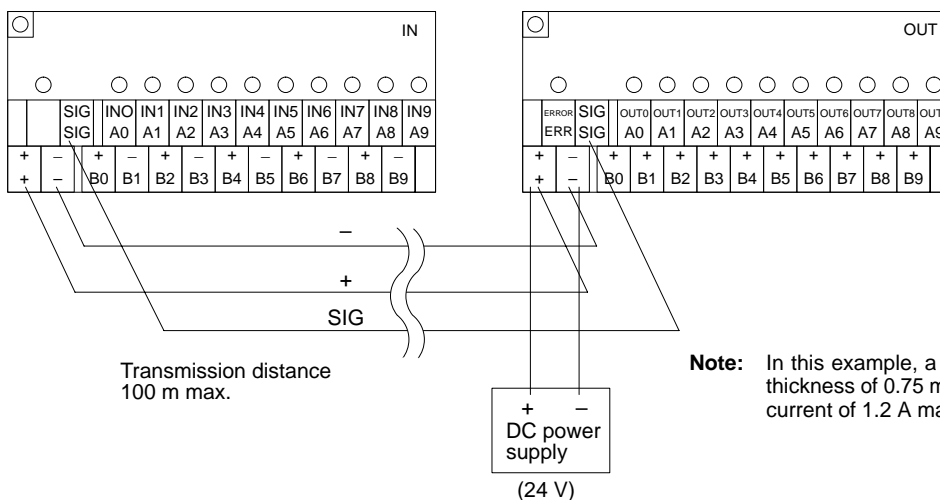 IN
SIG IN0 IN1 IN2 IN3 IN4 IN5 IN6 IN7 IN8 IN9
SIG A0 A1 A2 A3 A4 A5 A6 A7 A8 A9
+ – + – + – + – + – + –
+ – B0 B1 B2 B3 B4 B5 B6 B7 B8 B9
OUT
ERROR SIG OUT0 OUT1 OUT2 OUT3 OUT4 OUT5 OUT6 OUT7 OUT8
ERR SIG A0 A1 A2 A3 A4 A5 A6 A7 A8 A9
+ – + + + + + + + + + +
+ – B0 B1 B2 B3 B4 B5 B6 B7 B8 B9
–
+
SIG
Transmission distance
100 m max.
Note: In this example, a
thickness of 0.75
current of 1.2 A
+ –
DC power
supply
(24 V)